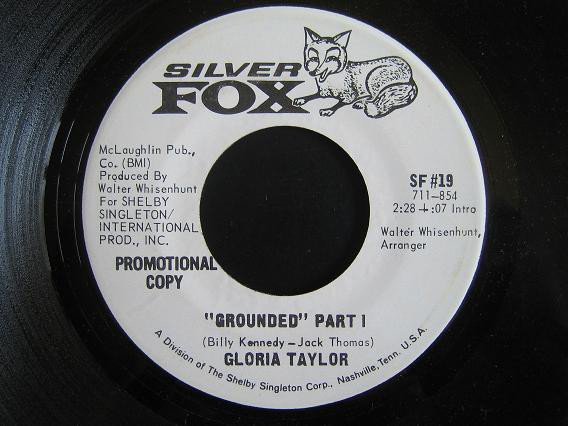 SILVER
FOX
McLaughlin Pub.,
Co. (BMI)
Produced By
Walter Whisenhunt
For SHELBY
SINGLETON/
INTERNATIONAL
PROD., INC.
PROMOTIONAL
COPY
SF #19
711-854
2:28 + :07 Intro
Walter Whisenhunt,
Arranger
"GROUNDED" PART I
(Billy Kennedy — Jack Thomas)
GLORIA TAYLOR
A Division of The Shelby Singleton Corp., Nashville, Tenn. U.S.A.